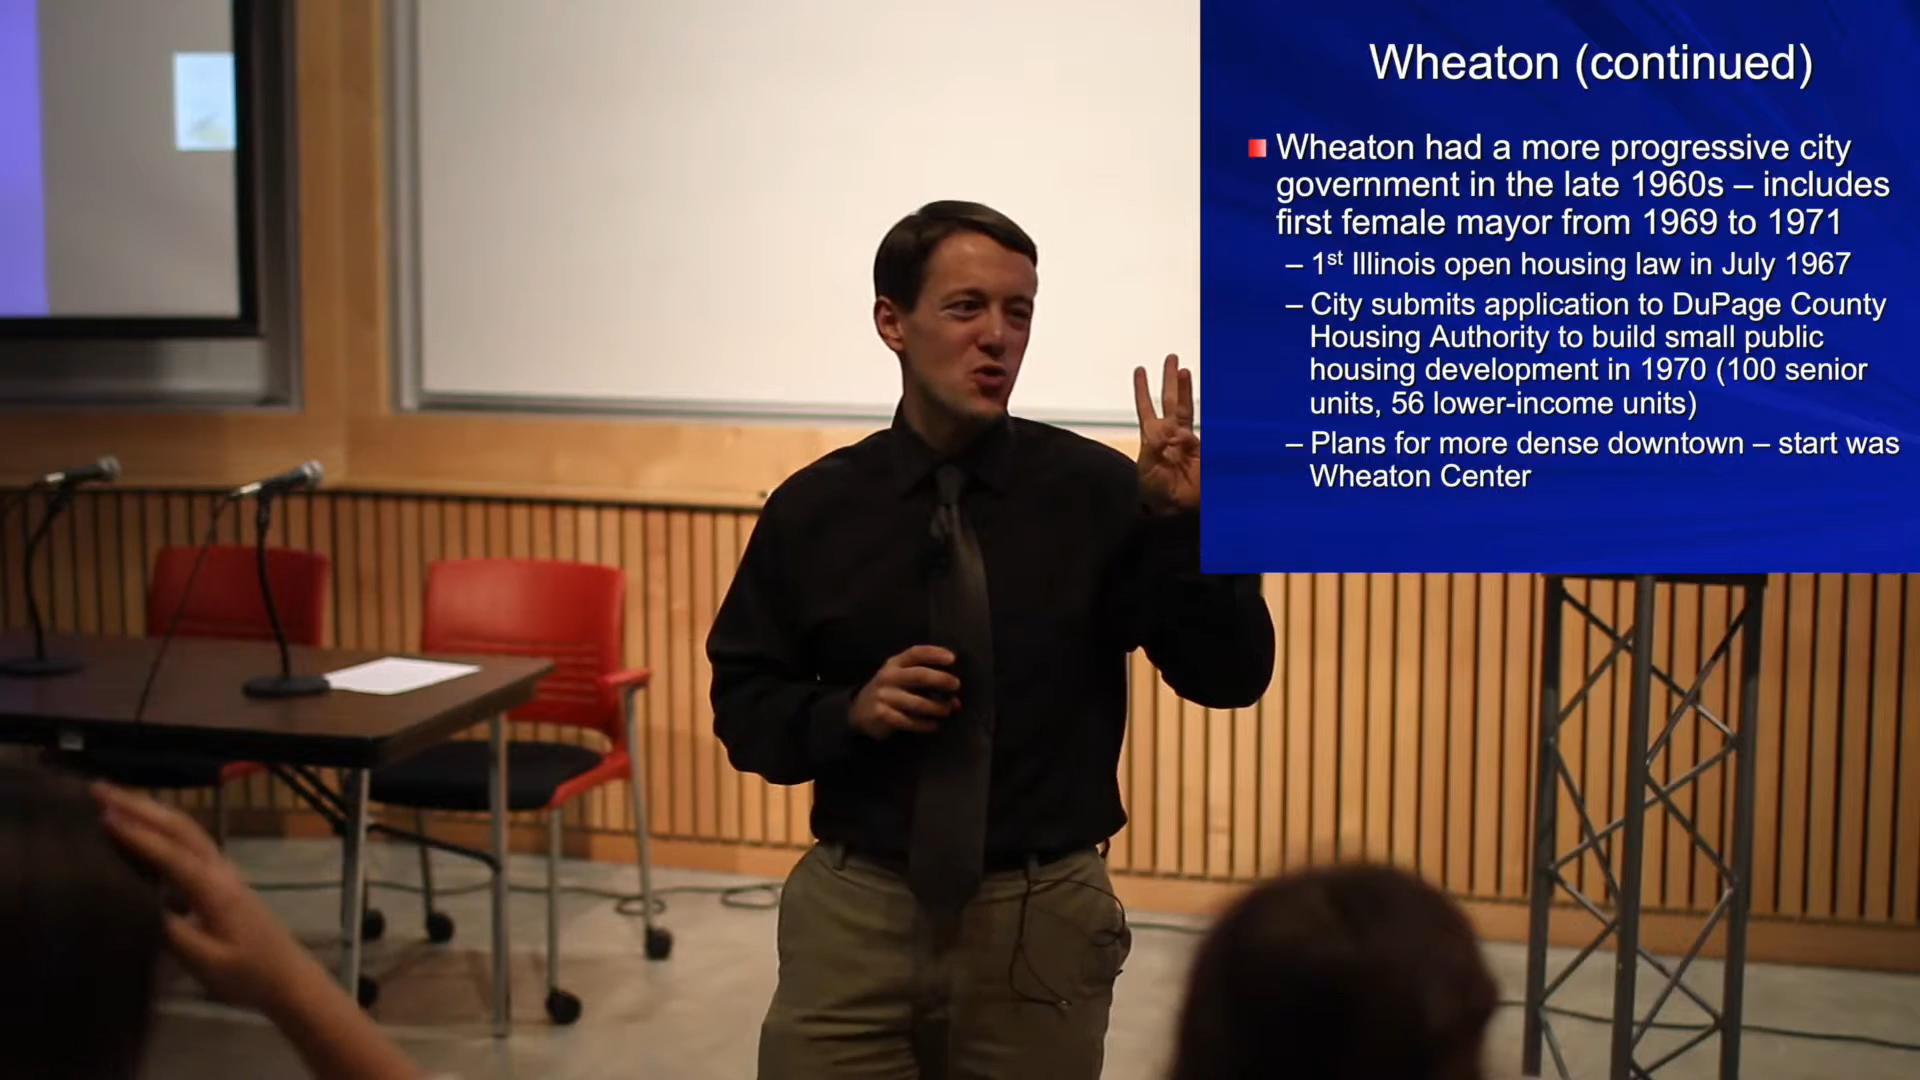 Wheaton (continued)
Wheaton had a more progressive city
government in the late 1960s – includes
first female mayor from 1969 to 1971
– 1st Illinois open housing law in July 1967
– City submits application to DuPage County
Housing Authority to build small public
housing development in 1970 (100 senior
units, 56 lower-income units)
– Plans for more dense downtown – start was
Wheaton Center